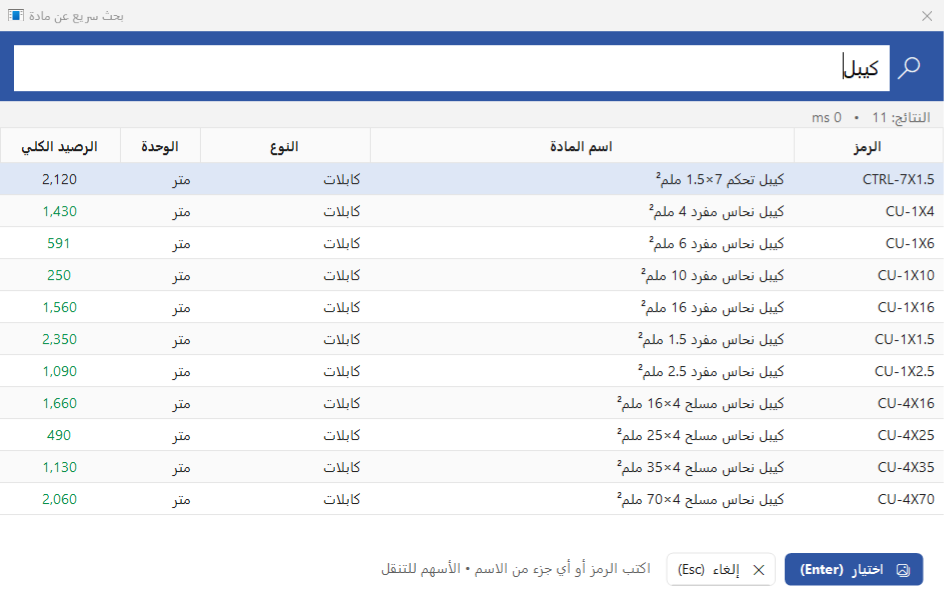 بحث سريع عن مادة
كيبل
النتائج: 11 • 0 ms
الرمز اسم المادة النوع الوحدة الرصيد الكلي
CTRL-7X1.5 كيبل تحكم 7×1.5 ملم² كابلات متر 2,120
CU-1X4 كيبل نحاس مفرد 4 ملم² كابلات متر 1,430
CU-1X6 كيبل نحاس مفرد 6 ملم² كابلات متر 591
CU-1X10 كيبل نحاس مفرد 10 ملم² كابلات متر 250
CU-1X16 كيبل نحاس مفرد 16 ملم² كابلات متر 1,560
CU-1X1.5 كيبل نحاس مفرد 1.5 ملم² كابلات متر 2,350
CU-1X2.5 كيبل نحاس مفرد 2.5 ملم² كابلات متر 1,090
CU-4X16 كيبل نحاس مسلح 4×16 ملم² كابلات متر 1,660
CU-4X25 كيبل نحاس مسلح 4×25 ملم² كابلات متر 490
CU-4X35 كيبل نحاس مسلح 4×35 ملم² كابلات متر 1,130
CU-4X70 كيبل نحاس مسلح 4×70 ملم² كابلات متر 2,060
اختيار (Enter) إلغاء (Esc) اكتب الرمز أو أي جزء من الاسم • الأسهم للتنقل